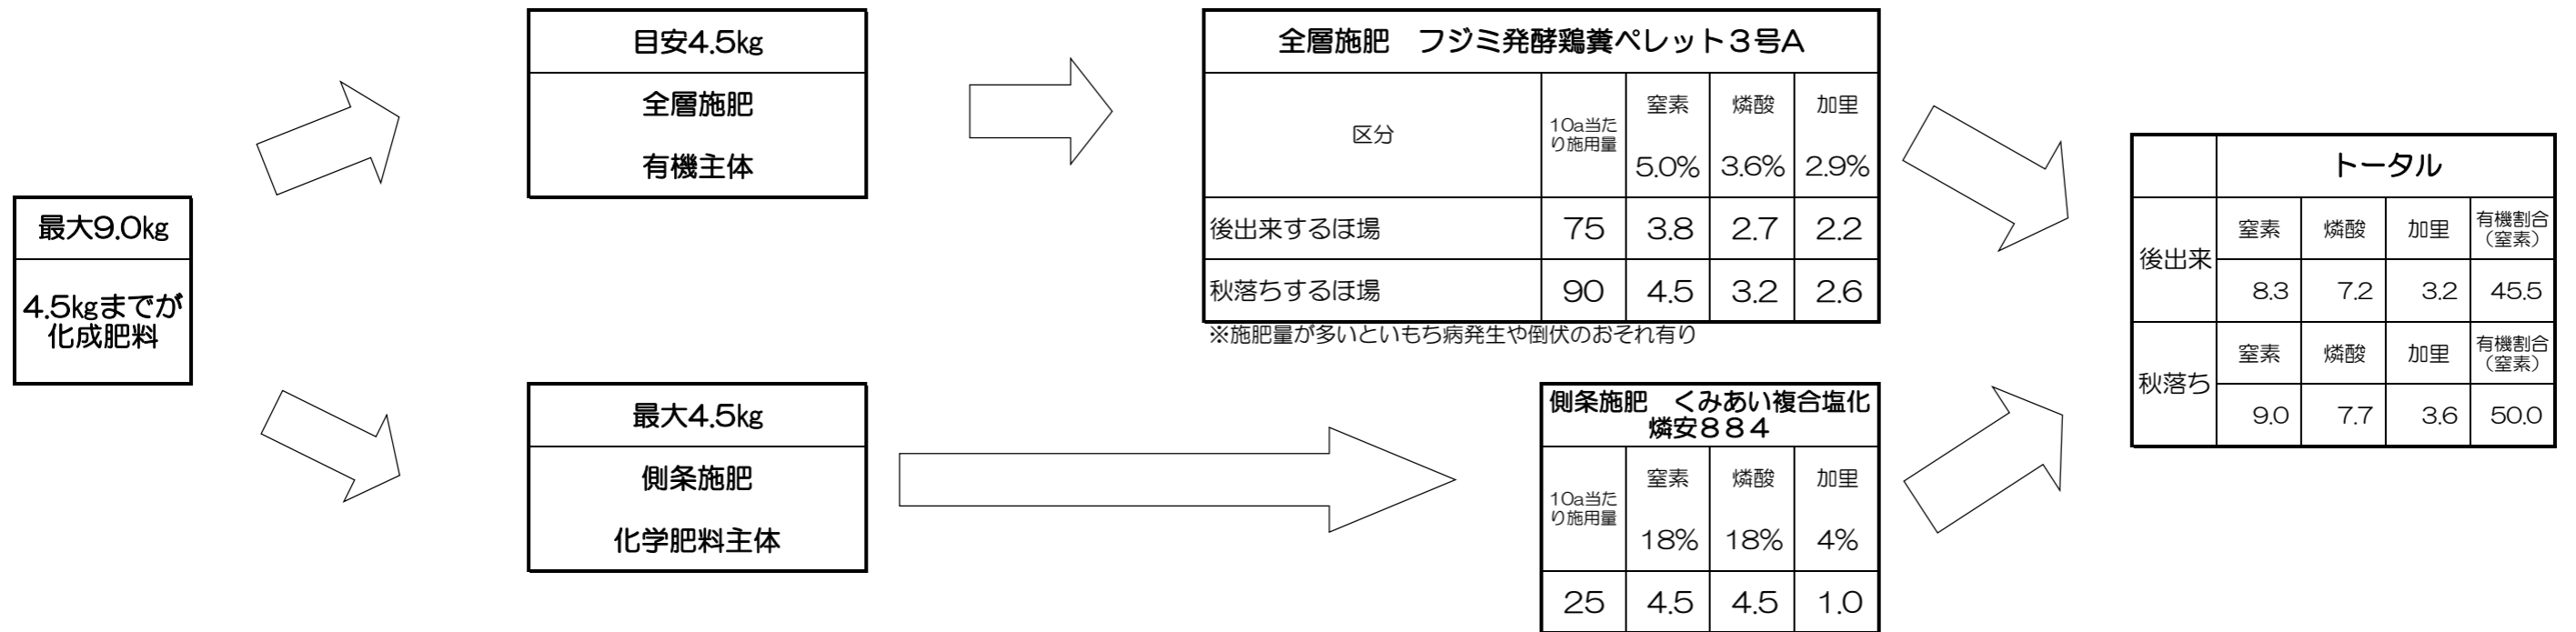 最大9.0kg
4.5kgまでが
化成肥料
目安4.5kg
全層施肥
有機主体
最大4.5kg
側条施肥
化学肥料主体
全層施肥　フジミ発酵鶏糞ペレット３号A
区分
10a当た
り施用量
窒素 燐酸 加里
5.0% 3.6% 2.9%
後出来するほ場 75 3.8 2.7 2.2
秋落ちするほ場 90 4.5 3.2 2.6
※施肥量が多いといもち病発生や倒伏のおそれ有り
側条施肥　くみあい複合塩化
燐安８８４
10a当た
り施用量
窒素 燐酸 加里
18% 18% 4%
25 4.5 4.5 1.0
トータル
後出来
窒素 燐酸 加里 有機割合
（窒素）
8.3 7.2 3.2 45.5
秋落ち
窒素 燐酸 加里 有機割合
（窒素）
9.0 7.7 3.6 50.0